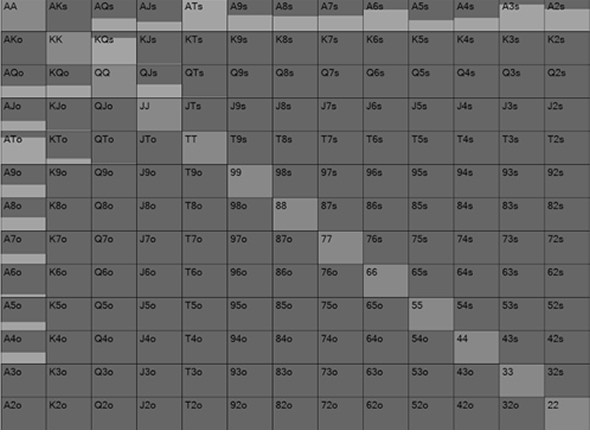 AA AKs AQs AJs ATs A9s A8s A7s A6s A5s A4s A3s A2s
AKo KK KQs KJs KTs K9s K8s K7s K6s K5s K4s K3s K2s
AQo KQo QQ QJs QTs Q9s Q8s Q7s Q6s Q5s Q4s Q3s Q2s
AJo KJo QJo JJ JTs J9s J8s J7s J6s J5s J4s J3s J2s
ATo KTo QTo JTo TT T9s T8s T7s T6s T5s T4s T3s T2s
A9o K9o Q9o J9o T9o 99 98s 97s 96s 95s 94s 93s 92s
A8o K8o Q8o J8o T8o 98o 88 87s 86s 85s 84s 83s 82s
A7o K7o Q7o J7o T7o 97o 87o 77 76s 75s 74s 73s 72s
A6o K6o Q6o J6o T6o 96o 86o 76o 66 65s 64s 63s 62s
A5o K5o Q5o J5o T5o 95o 85o 75o 65o 55 54s 53s 52s
A4o K4o Q4o J4o T4o 94o 84o 74o 64o 54o 44 43s 42s
A3o K3o Q3o J3o T3o 93o 83o 73o 63o 53o 43o 33 32s
A2o K2o Q2o J2o T2o 92o 82o 72o 62o 52o 42o 32o 22